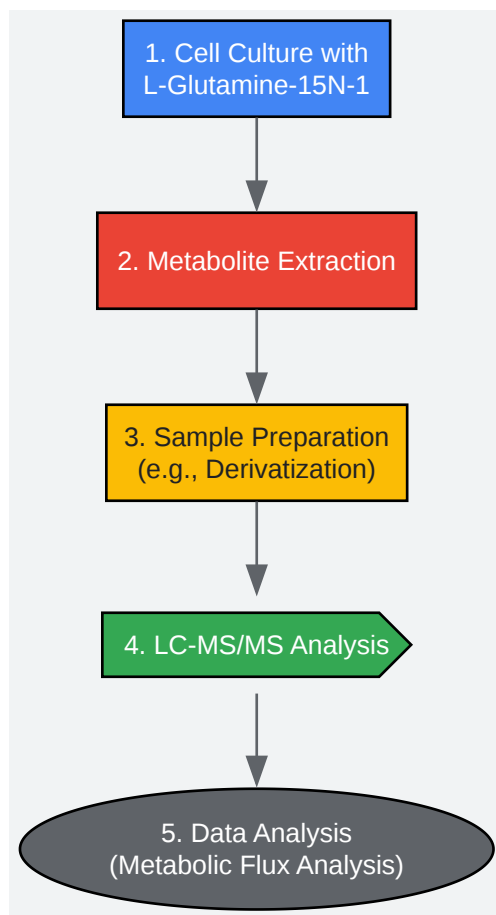 1. Cell Culture with
L-Glutamine-15N-1
2. Metabolite Extraction
3. Sample Preparation
(e.g., Derivatization)
4. LC-MS/MS Analysis
5. Data Analysis
(Metabolic Flux Analysis)